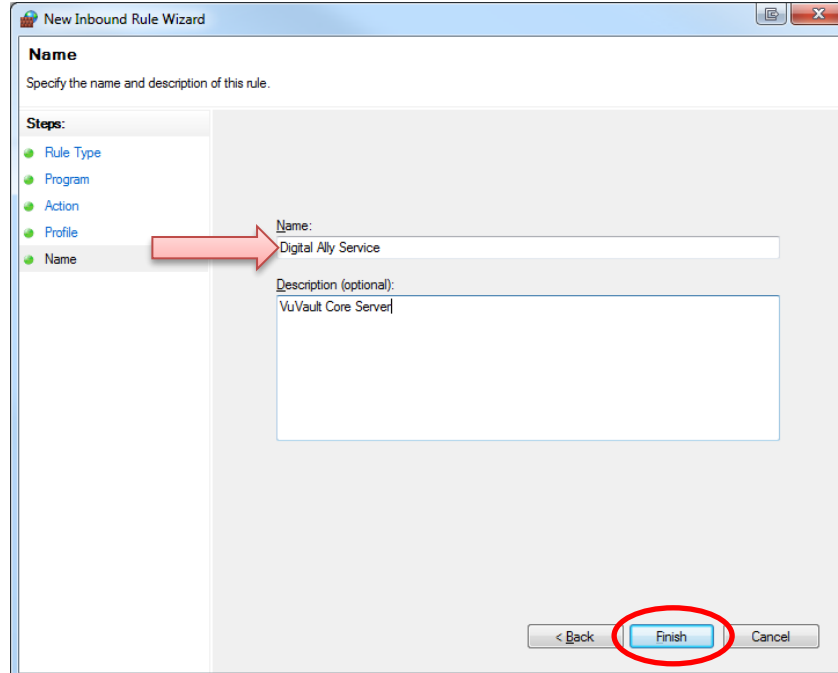 New Inbound Rule Wizard
Name
Specify the name and description of this rule.
Steps:
Rule Type
Program
Action
Profile
Name
Name:
Digital Ally Service
Description (optional):
VuVault Core Server
< Back
Finish
Cancel